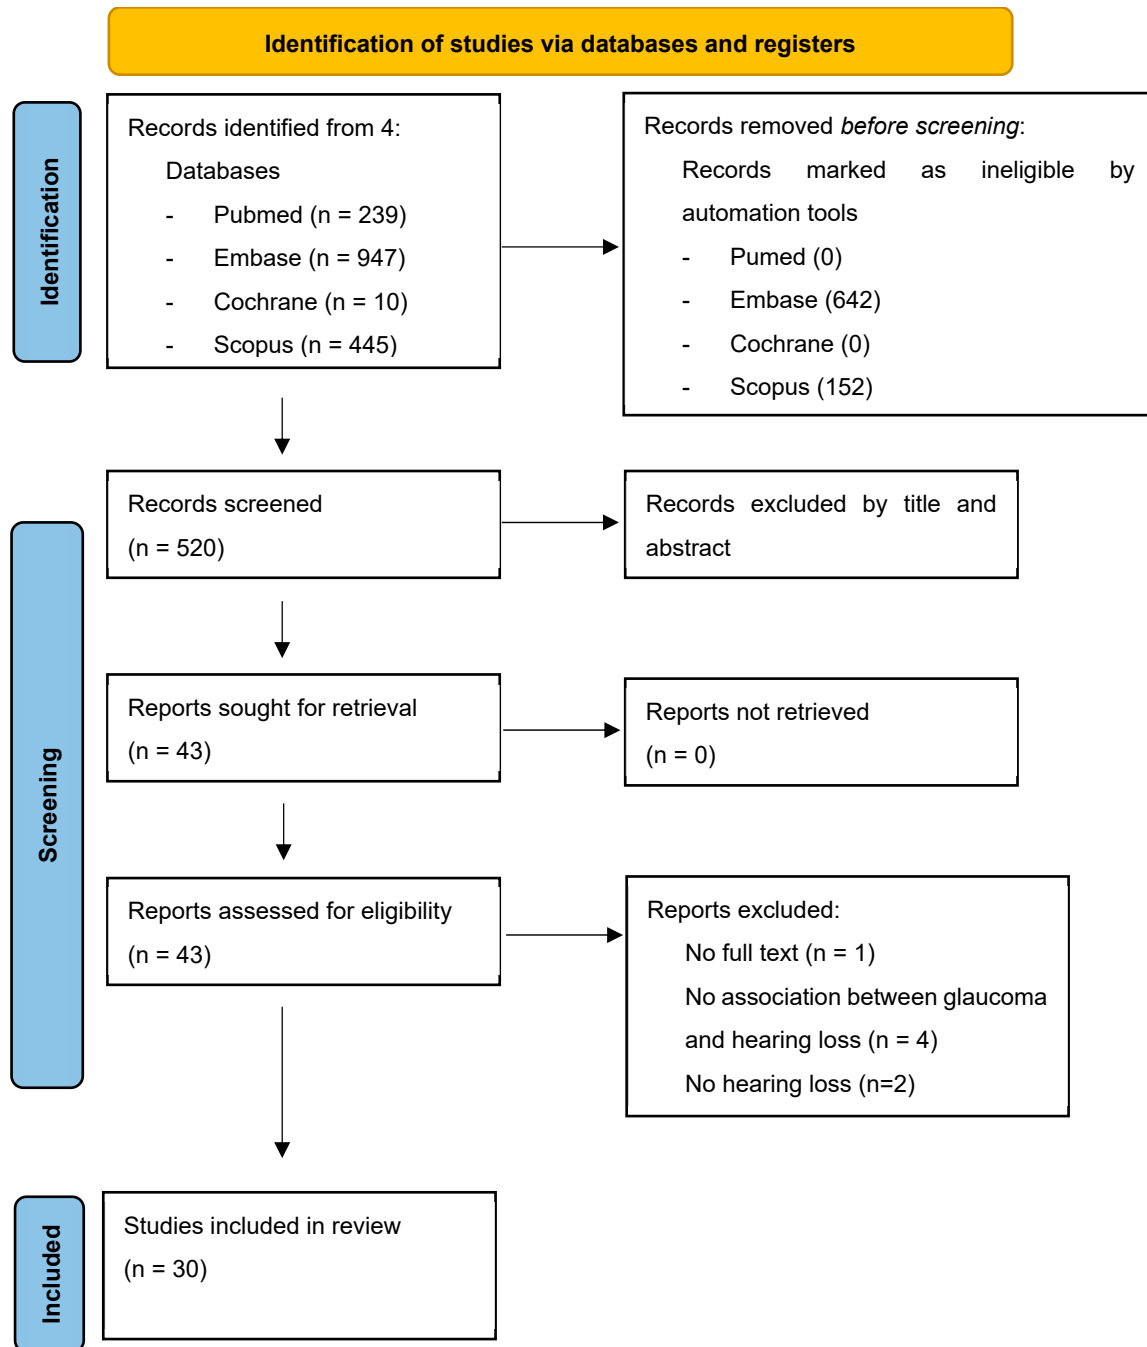 Identification of studies via databases and registers
Identification
Records identified from 4:
Databases
- Pubmed (n = 239)
- Embase (n = 947)
- Cochrane (n = 10)
- Scopus (n = 445)
Records removed before screening:
Records marked as ineligible by
automation tools
- Pumed (0)
- Embase (642)
- Cochrane (0)
- Scopus (152)
Screening
Records screened
(n = 520)
Records excluded by title and
abstract
Reports sought for retrieval
(n = 43)
Reports not retrieved
(n = 0)
Reports assessed for eligibility
(n = 43)
Reports excluded:
No full text (n = 1)
No association between glaucoma
and hearing loss (n = 4)
No hearing loss (n=2)
Included
Studies included in review
(n = 30)